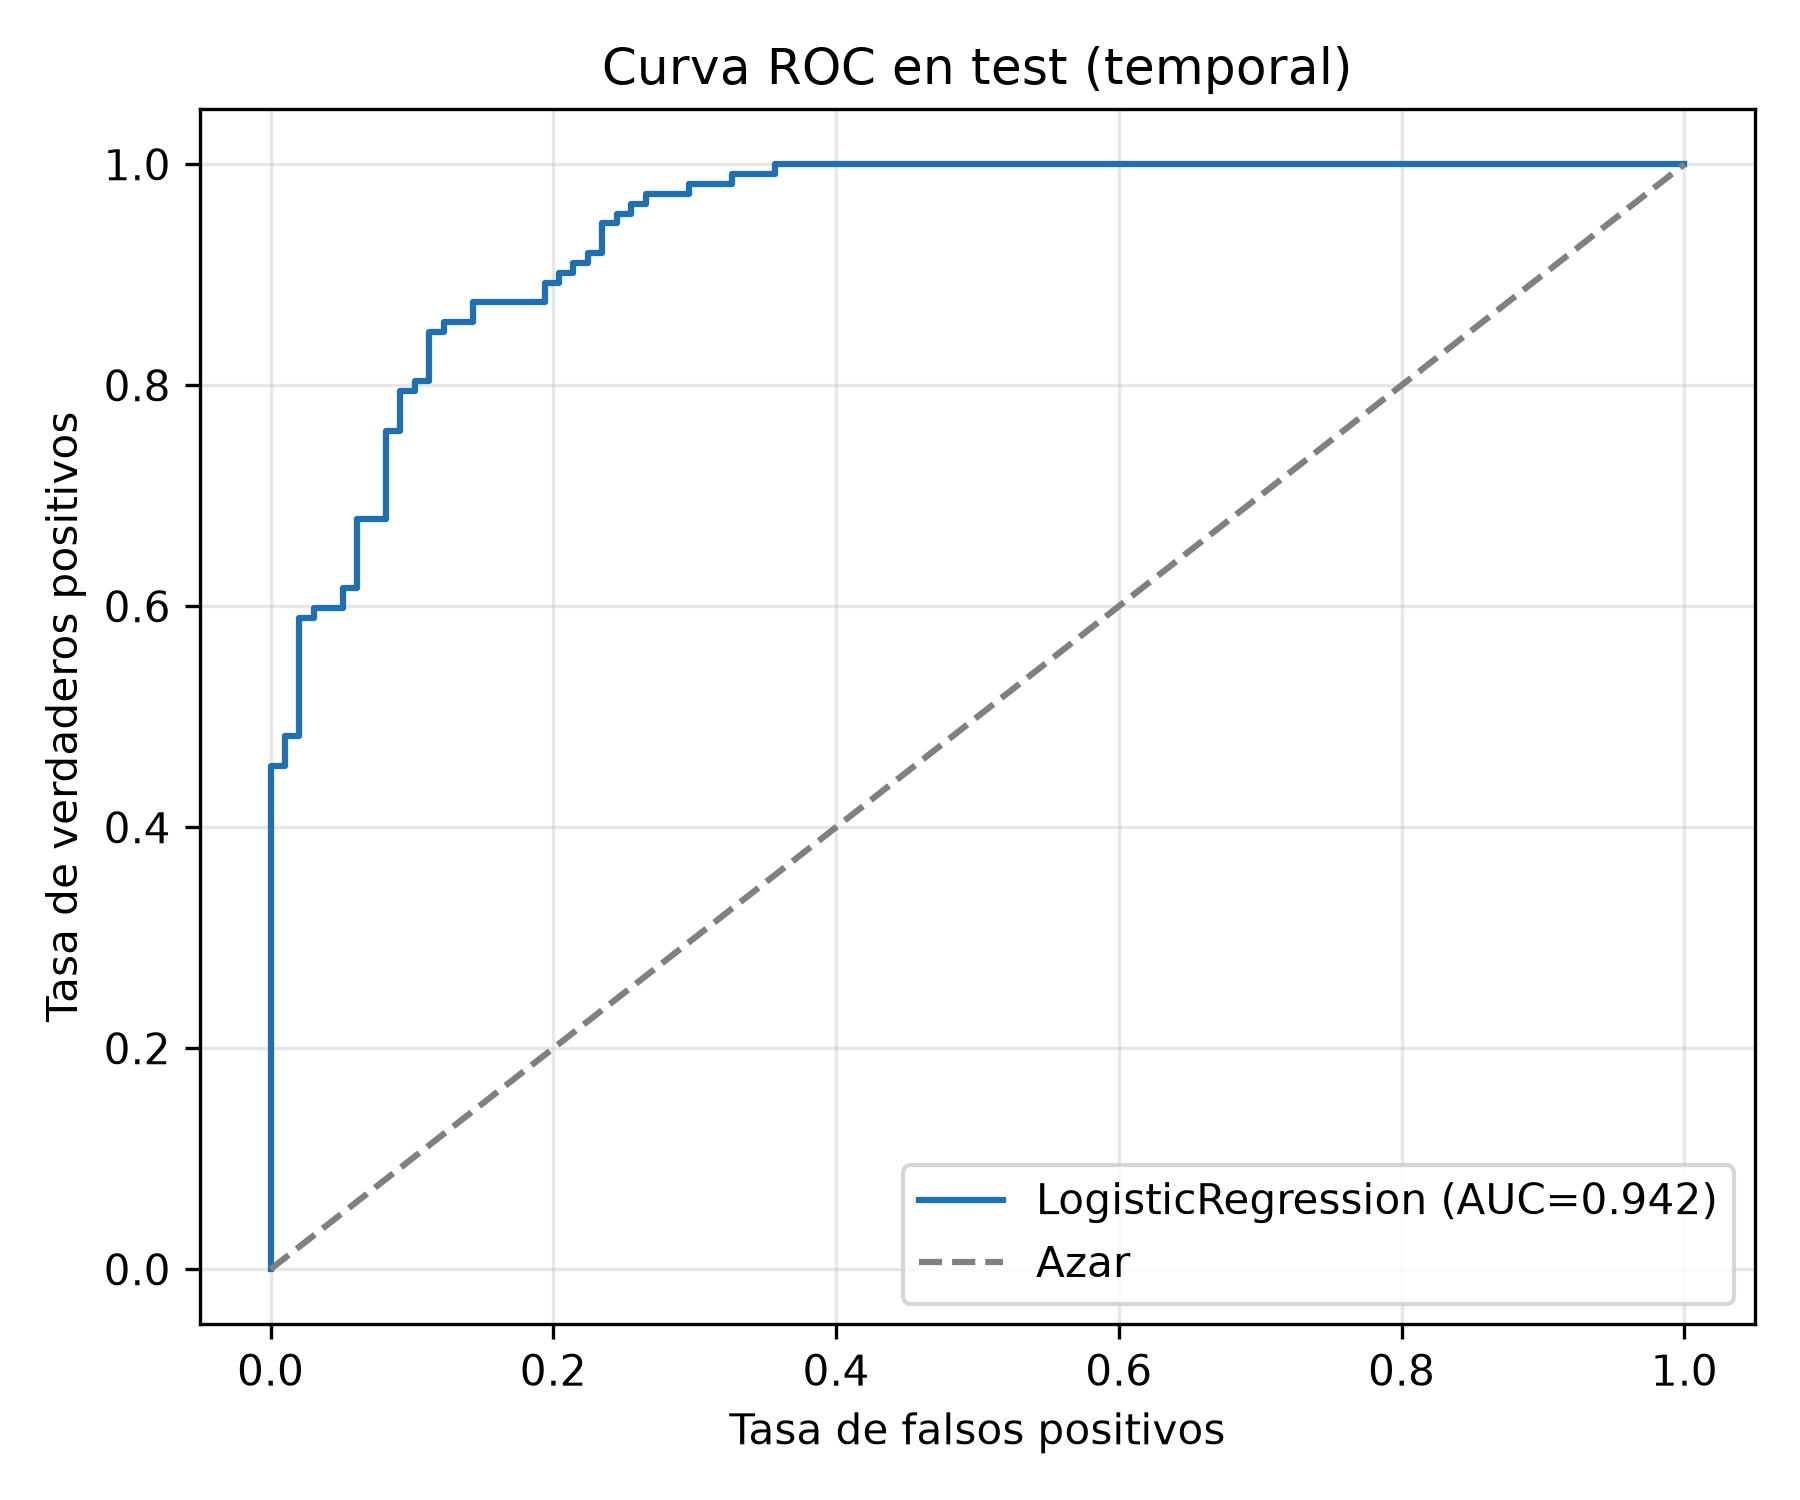 Curva ROC en test (temporal)
Tasa de verdaderos positivos
1.0
0.8
0.6
0.4
0.2
0.0
LogisticRegression (AUC=0.942)
Azar
0.0 0.2 0.4 0.6 0.8 1.0
Tasa de falsos positivos